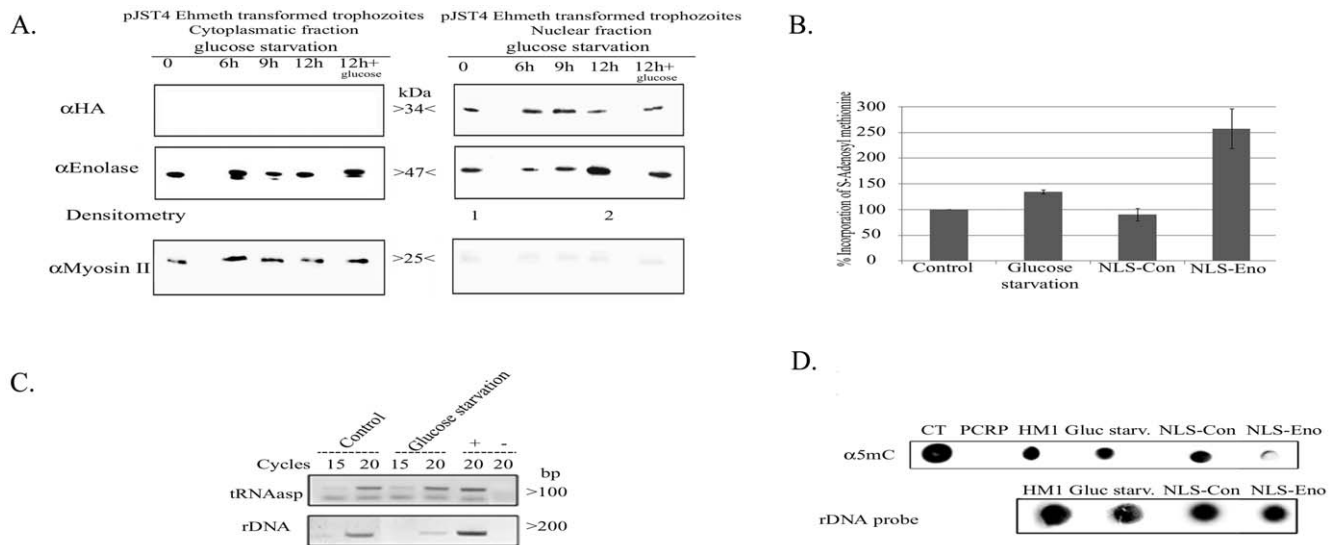 A.
pJST4 Ehmeth transformed trophozoites
Cytoplasmatic fraction
glucose starvation
0 6h 9h 12h 12h+
glucose
pJST4 Ehmeth transformed trophozoites
Nuclear fraction
glucose starvation
0 6h 9h 12h 12h+
glucose
kDa
αHA >34<
αEnolase >47<
Densitometry 1 2
αMyosin II >25<
B.
% Incorporation of S-Adenosyl methionine
300
250
200
150
100
50
0
Control Glucose starvation NLS-Con NLS-Eno
C.
Control Glucose starvation + -
Cycles 15 20 15 20 20 20 bp
tRNAasp >100
rDNA >200
D.
CT PCRP HM1 Gluc starv. NLS-Con NLS-Eno
α5mC
HM1 Gluc starv. NLS-Con NLS-Eno
rDNA probe